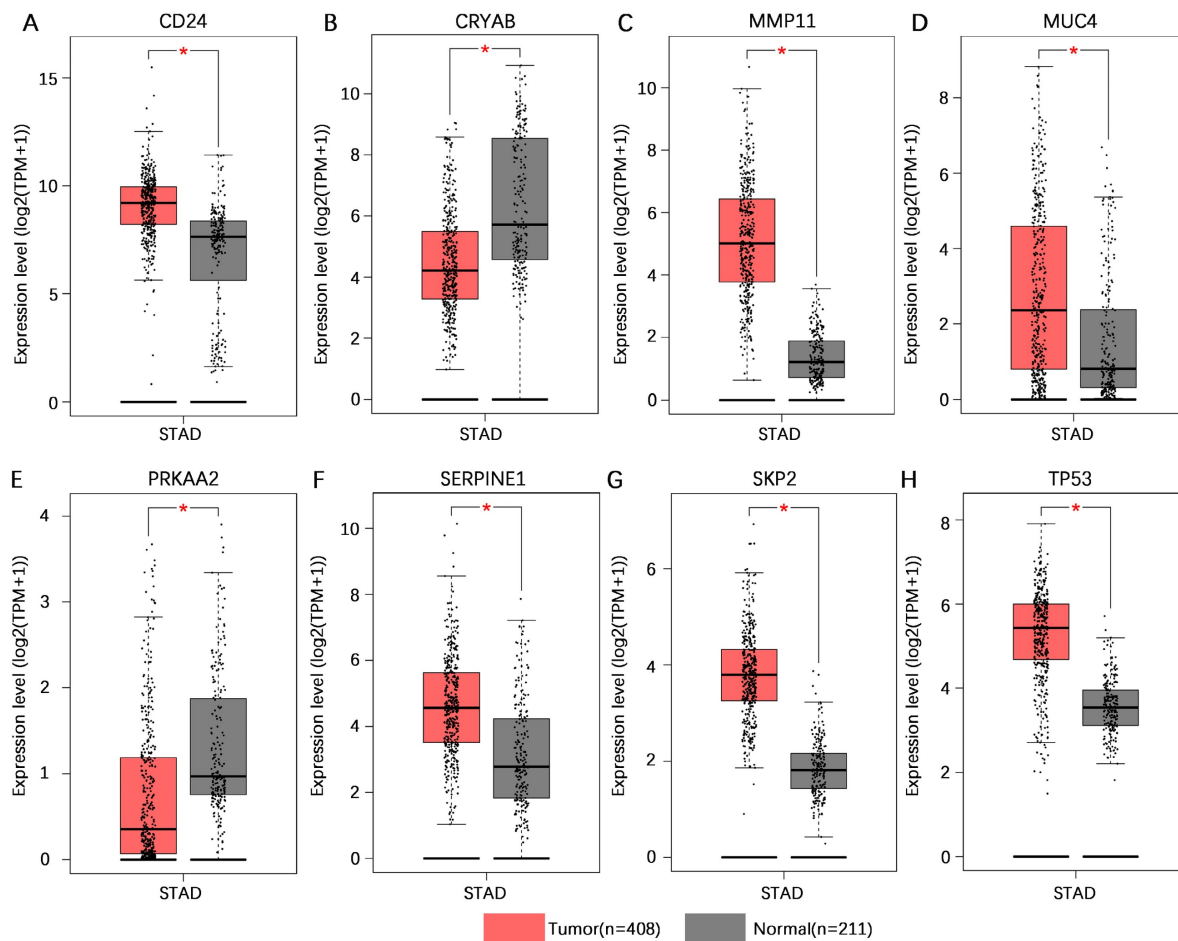 A CD24
Expression level (log2(TPM+1))
15
10
5
0
*
STAD
B CRYAB
Expression level (log2(TPM+1))
10
8
6
4
2
0
*
STAD
C MMP11
Expression level (log2(TPM+1))
10
8
6
4
2
0
*
STAD
D MUC4
Expression level (log2(TPM+1))
8
6
4
2
0
*
STAD
E PRKAA2
Expression level (log2(TPM+1))
4
3
2
1
0
*
STAD
F SERPINE1
Expression level (log2(TPM+1))
10
8
6
4
2
0
*
STAD
G SKP2
Expression level (log2(TPM+1))
6
4
2
0
*
STAD
H TP53
Expression level (log2(TPM+1))
8
6
4
2
0
*
STAD
Tumor(n=408) Normal(n=211)